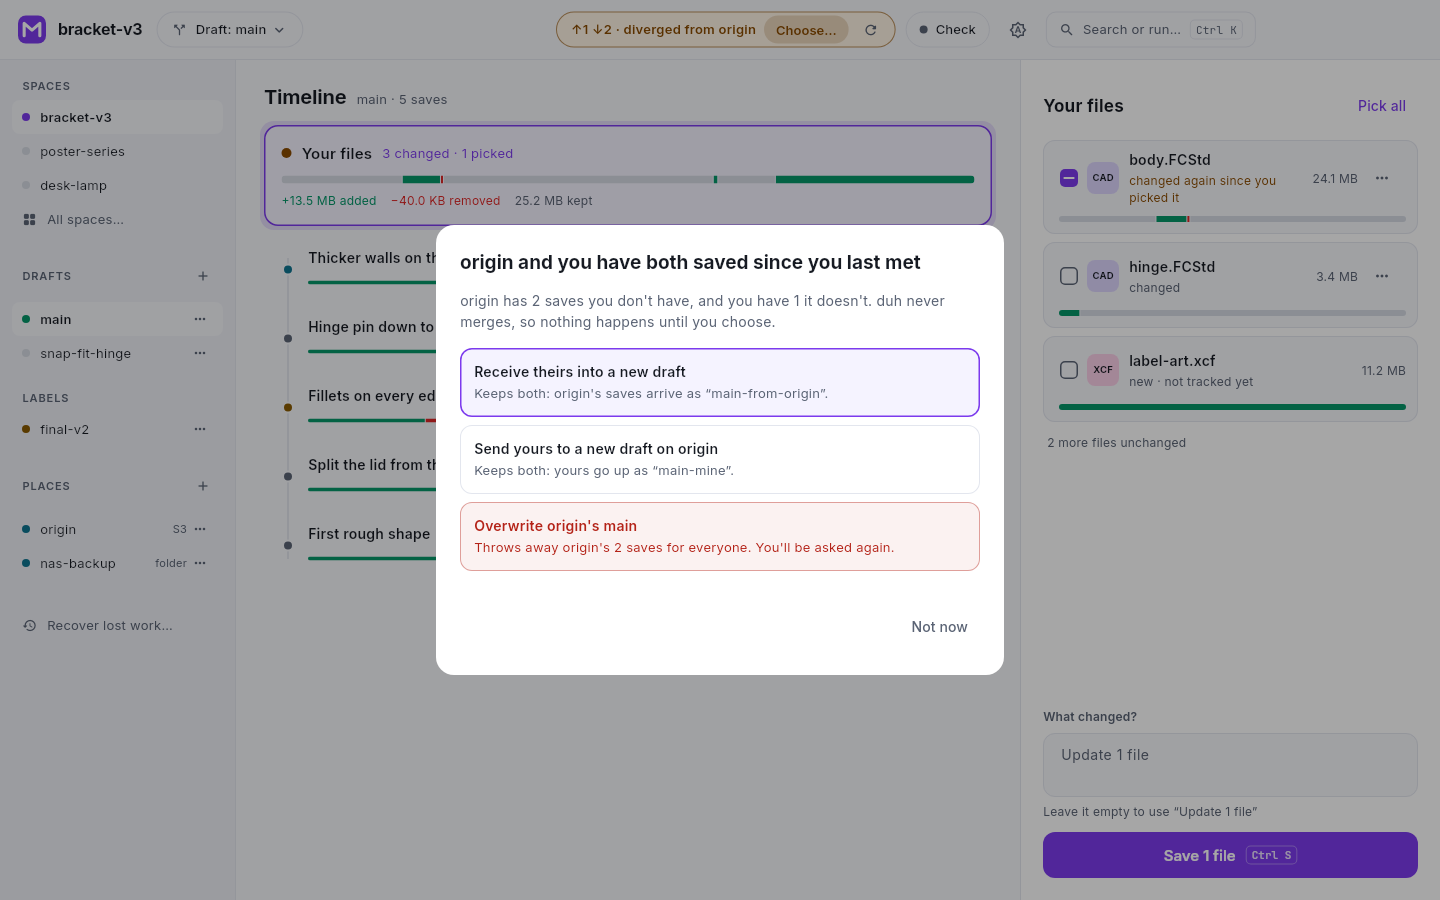 bracket-v3
Draft: main
↑1 ↓2 · diverged from origin
Choose...
Check
Search or run...
Ctrl K
SPACES
bracket-v3
poster-series
desk-lamp
All spaces...
DRAFTS
main
snap-fit-hinge
LABELS
final-v2
PLACES
origin
S3
nas-backup
folder
Recover lost work...
Timeline
main · 5 saves
Your files
3 changed · 1 picked
+13.5 MB added
−40.0 KB removed
25.2 MB kept
Thicker walls on th
Hinge pin down to
Fillets on every ed
Split the lid from th
First rough shape
origin and you have both saved since you last met
origin has 2 saves you don't have, and you have 1 it doesn't. duh never
merges, so nothing happens until you choose.
Receive theirs into a new draft
Keeps both: origin's saves arrive as “main-from-origin”.
Send yours to a new draft on origin
Keeps both: yours go up as “main-mine”.
Overwrite origin's main
Throws away origin's 2 saves for everyone. You'll be asked again.
Not now
Your files
Pick all
CAD
body.FCStd
changed again since you
picked it
24.1 MB
CAD
hinge.FCStd
changed
3.4 MB
XCF
label-art.xcf
new · not tracked yet
11.2 MB
2 more files unchanged
What changed?
Update 1 file
Leave it empty to use “Update 1 file”
Save 1 file
Ctrl S